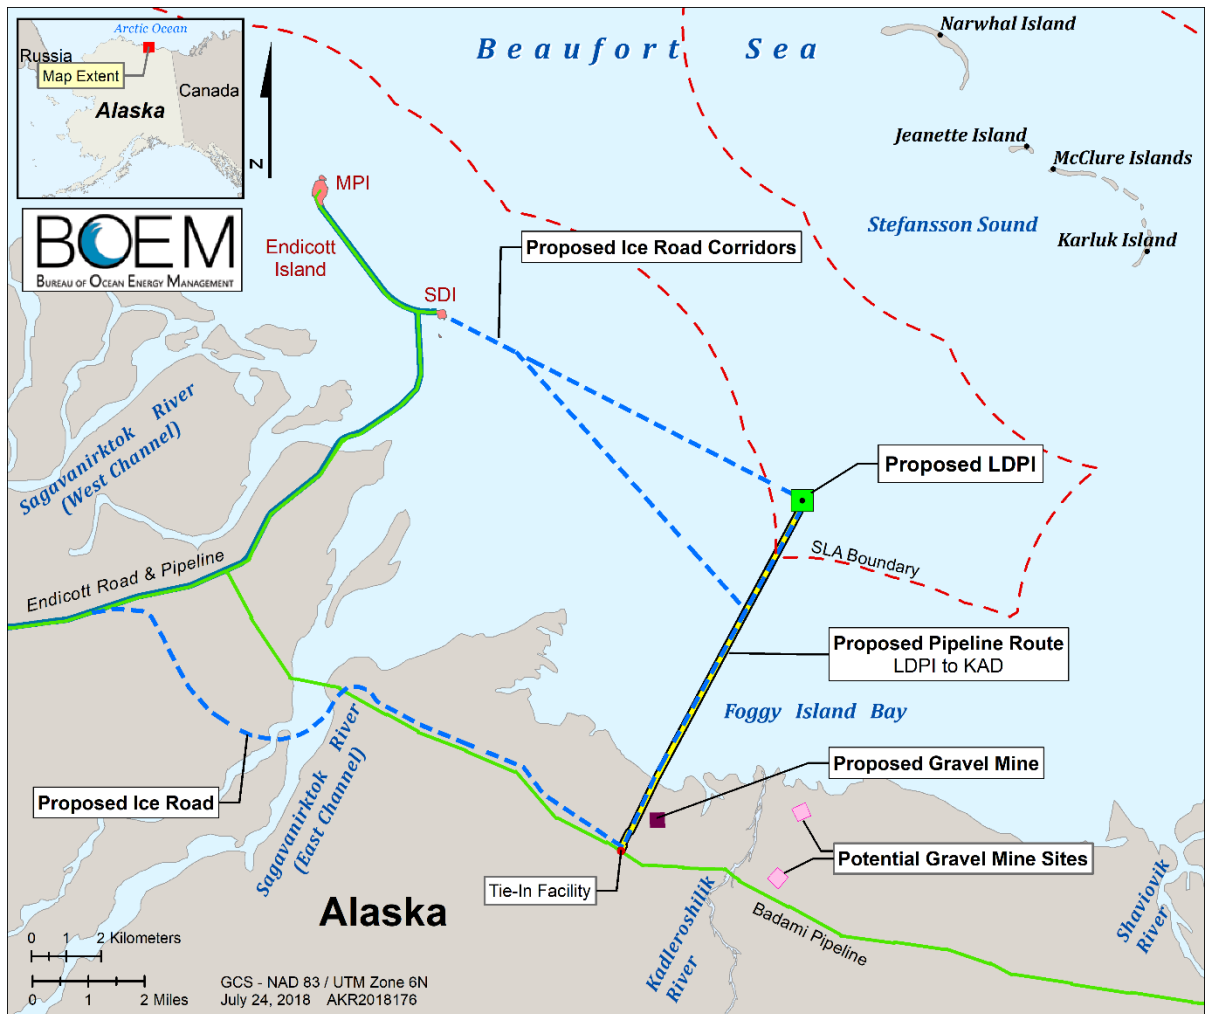 Arctic Ocean
Russia
Map Extent
Canada
Alaska
N
BOEM
BUREAU OF OCEAN ENERGY MANAGEMENT
Beaufort Sea
Narwhal Island
Jeanette Island
McClure Islands
Stefansson Sound
Karluk Island
MPI
Endicott
Island
SDI
Proposed Ice Road Corridors
Sagavanirktok River
(West Channel)
Proposed LDPI
SLA Boundary
Endicott Road & Pipeline
Proposed Pipeline Route
LDPI to KAD
Foggy Island Bay
Proposed Gravel Mine
Proposed Ice Road
Sagavanirktok River
(East Channel)
Potential Gravel Mine Sites
Tie-In Facility
Alaska
Kadleroshilik
River
Badami Pipeline
Shaviovik
River
0 1 2 Kilometers
0 1 2 Miles
GCS - NAD 83 / UTM Zone 6N
July 24, 2018 AKR2018176